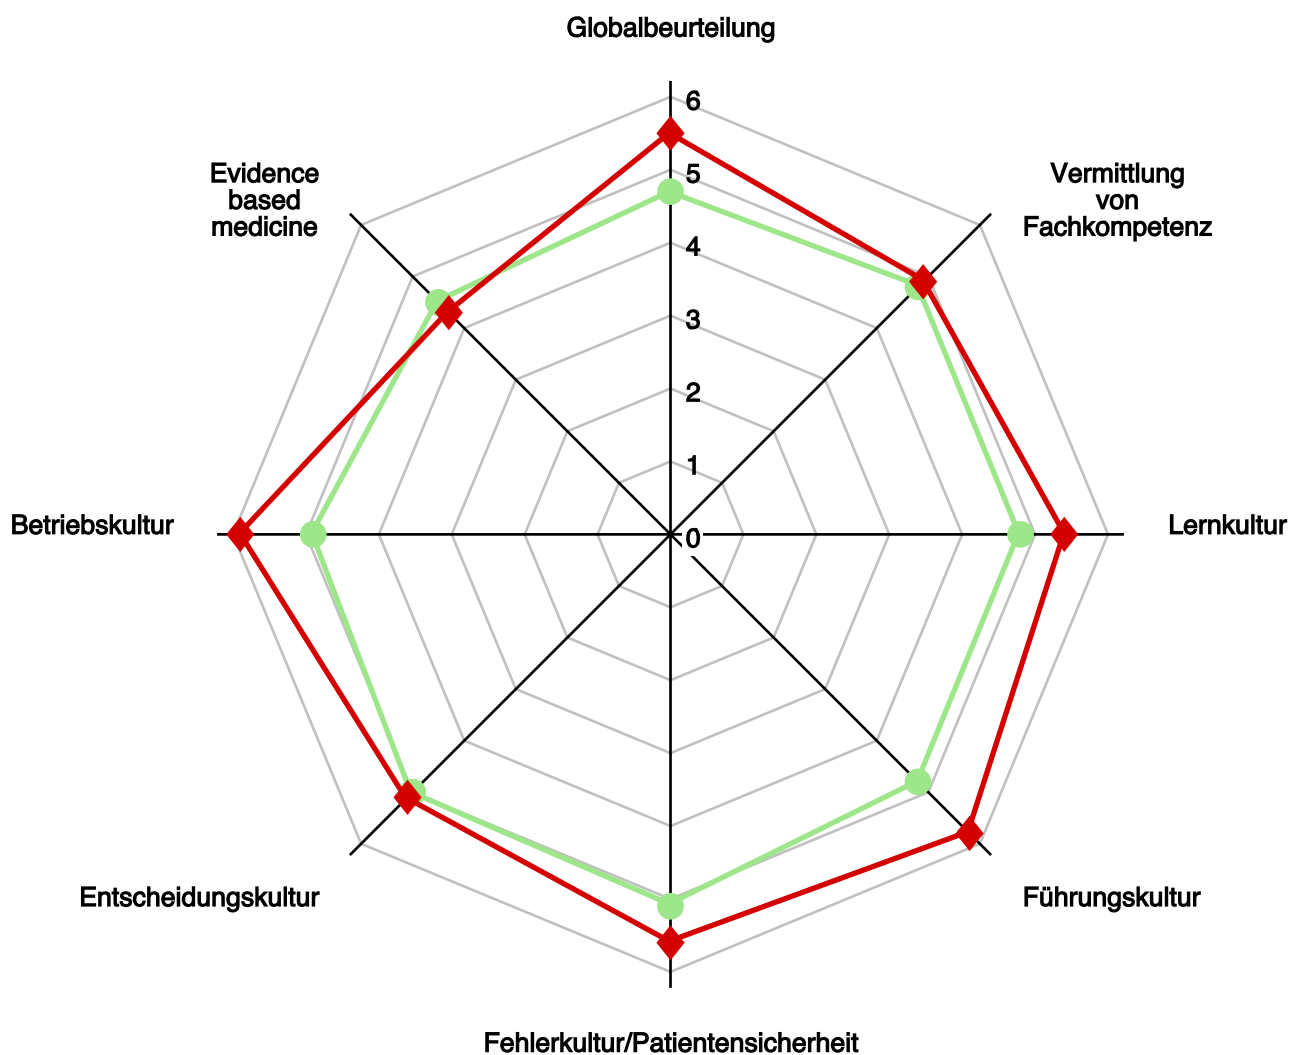 Globalbeurteilung
6
Evidence
based
medicine
5
Vermittlung
von
Fachkompetenz
4
3
2
1
Betriebskultur
0
Lernkultur
Entscheidungskultur
Führungskultur
Fehlerkultur/Patientensicherheit